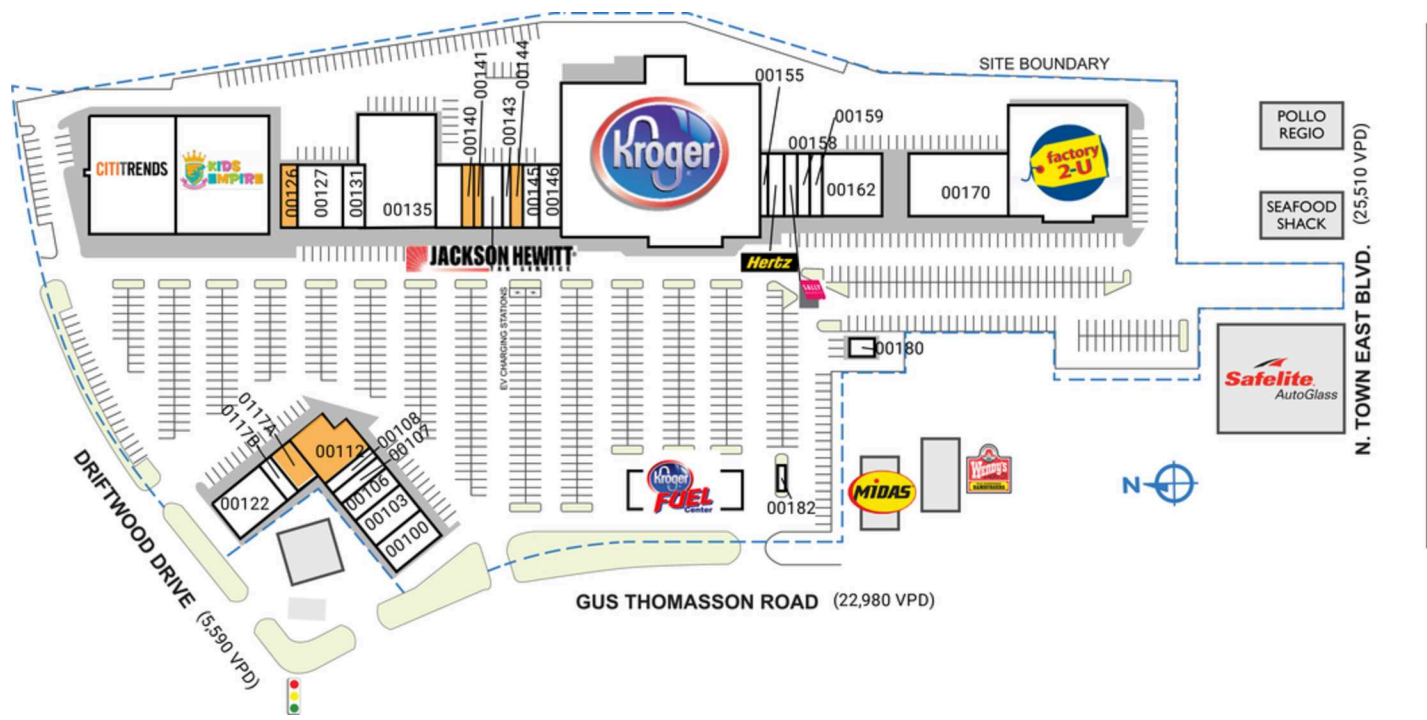 SITE BOUNDARY
00144
00141
00155
00143
00140
00159
00158
POLLO
REGIO
SEAFOOD
SHACK
(25,510 VPD)
N. TOWN EAST BLVD.
CITITRENDS
KIDS
EMPIRE
00126
00127
00131
00135
00145
00146
Kroger
00162
00170
factory
2-U
JACKSON HEWITT
TAX SERVICE
Hertz
SALLY
EV CHARGING STATIONS
00180
Safelite.
AutoGlass
0117A
0117B
00108
00107
00112
00106
00103
00100
00122
Kroger
FUEL
Center
00182
MIDAS
WENDY'S
HAMBURGERS
N
DRIFTWOOD DRIVE
(5,590 VPD)
GUS THOMASSON ROAD (22,980 VPD)